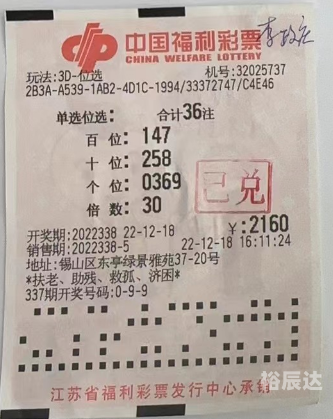 中国福利彩票
CHINA WELFARE LOTTERY
玩法:3D-位选 机号:32025737
2B3A-A539-1AB2-4D1C-1994/33372747/C4E46
单选位选: 合计36注
百 位: 147
十 位: 258
个 位: 0369
倍 数: 30
已兑
¥:2160
开奖期:2022338 22-12-18
销售期:2022338-5 22-12-18 16:11:24
地址:锡山区东亭绿景雅苑37-20号
*扶老、助残、救孤、济困*
337期开奖号码:0-9-9
江苏省福利彩票发行中心承销
裕辰达